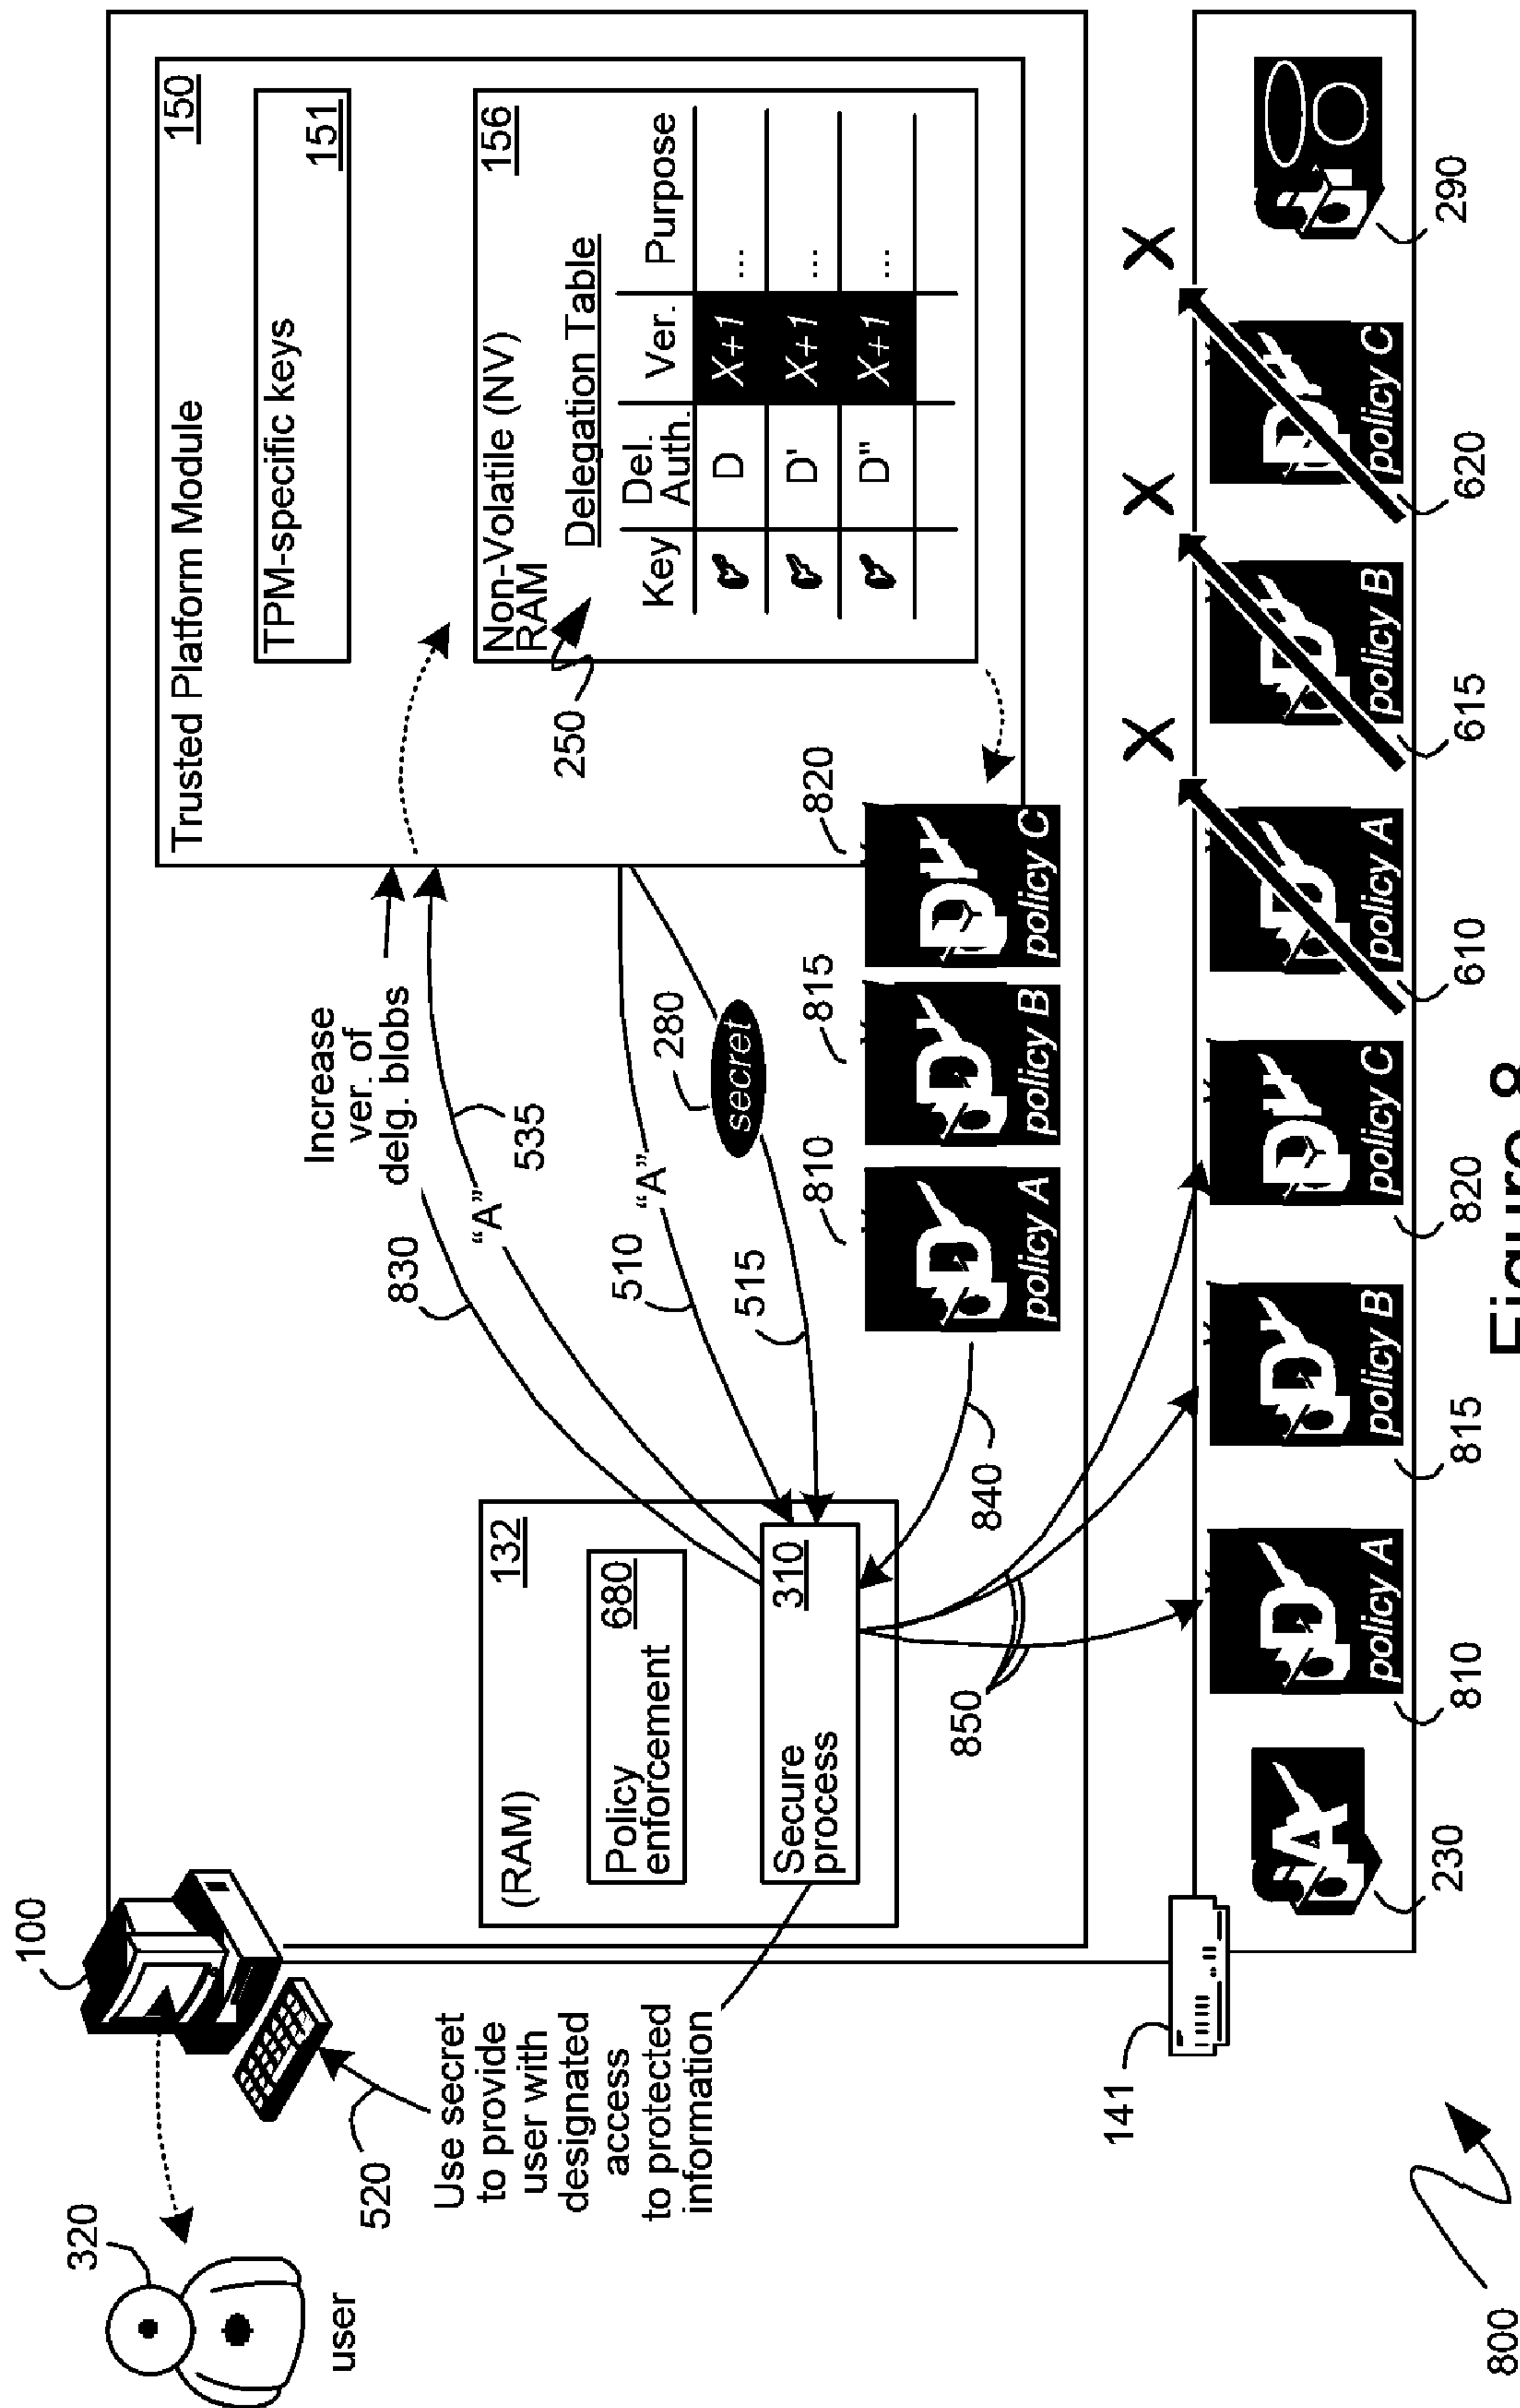 320
user
100
520
Use secret
to provide
user with
designated
access
to protected
information
(RAM)
132
Policy
enforcement
680
Secure
process
310
830
Increase
ver. of
delg. blobs
"A"
535
510
"A"
515
280
secret
840
850
810
D
policy A
815
D
policy B
820
D
policy C
Trusted Platform Module
150
TPM-specific keys
151
Non-Volatile (NV)
RAM
156
250
Delegation Table
Key
Del.
Auth.
Ver.
Purpose
D
X+1
...
D'
X+1
...
D"
X+1
...
141
A
230
D
policy A
810
D
policy B
815
D
policy C
820
X
D
policy A
610
X
D
policy B
615
X
D
policy C
620
290
800
Figure 8